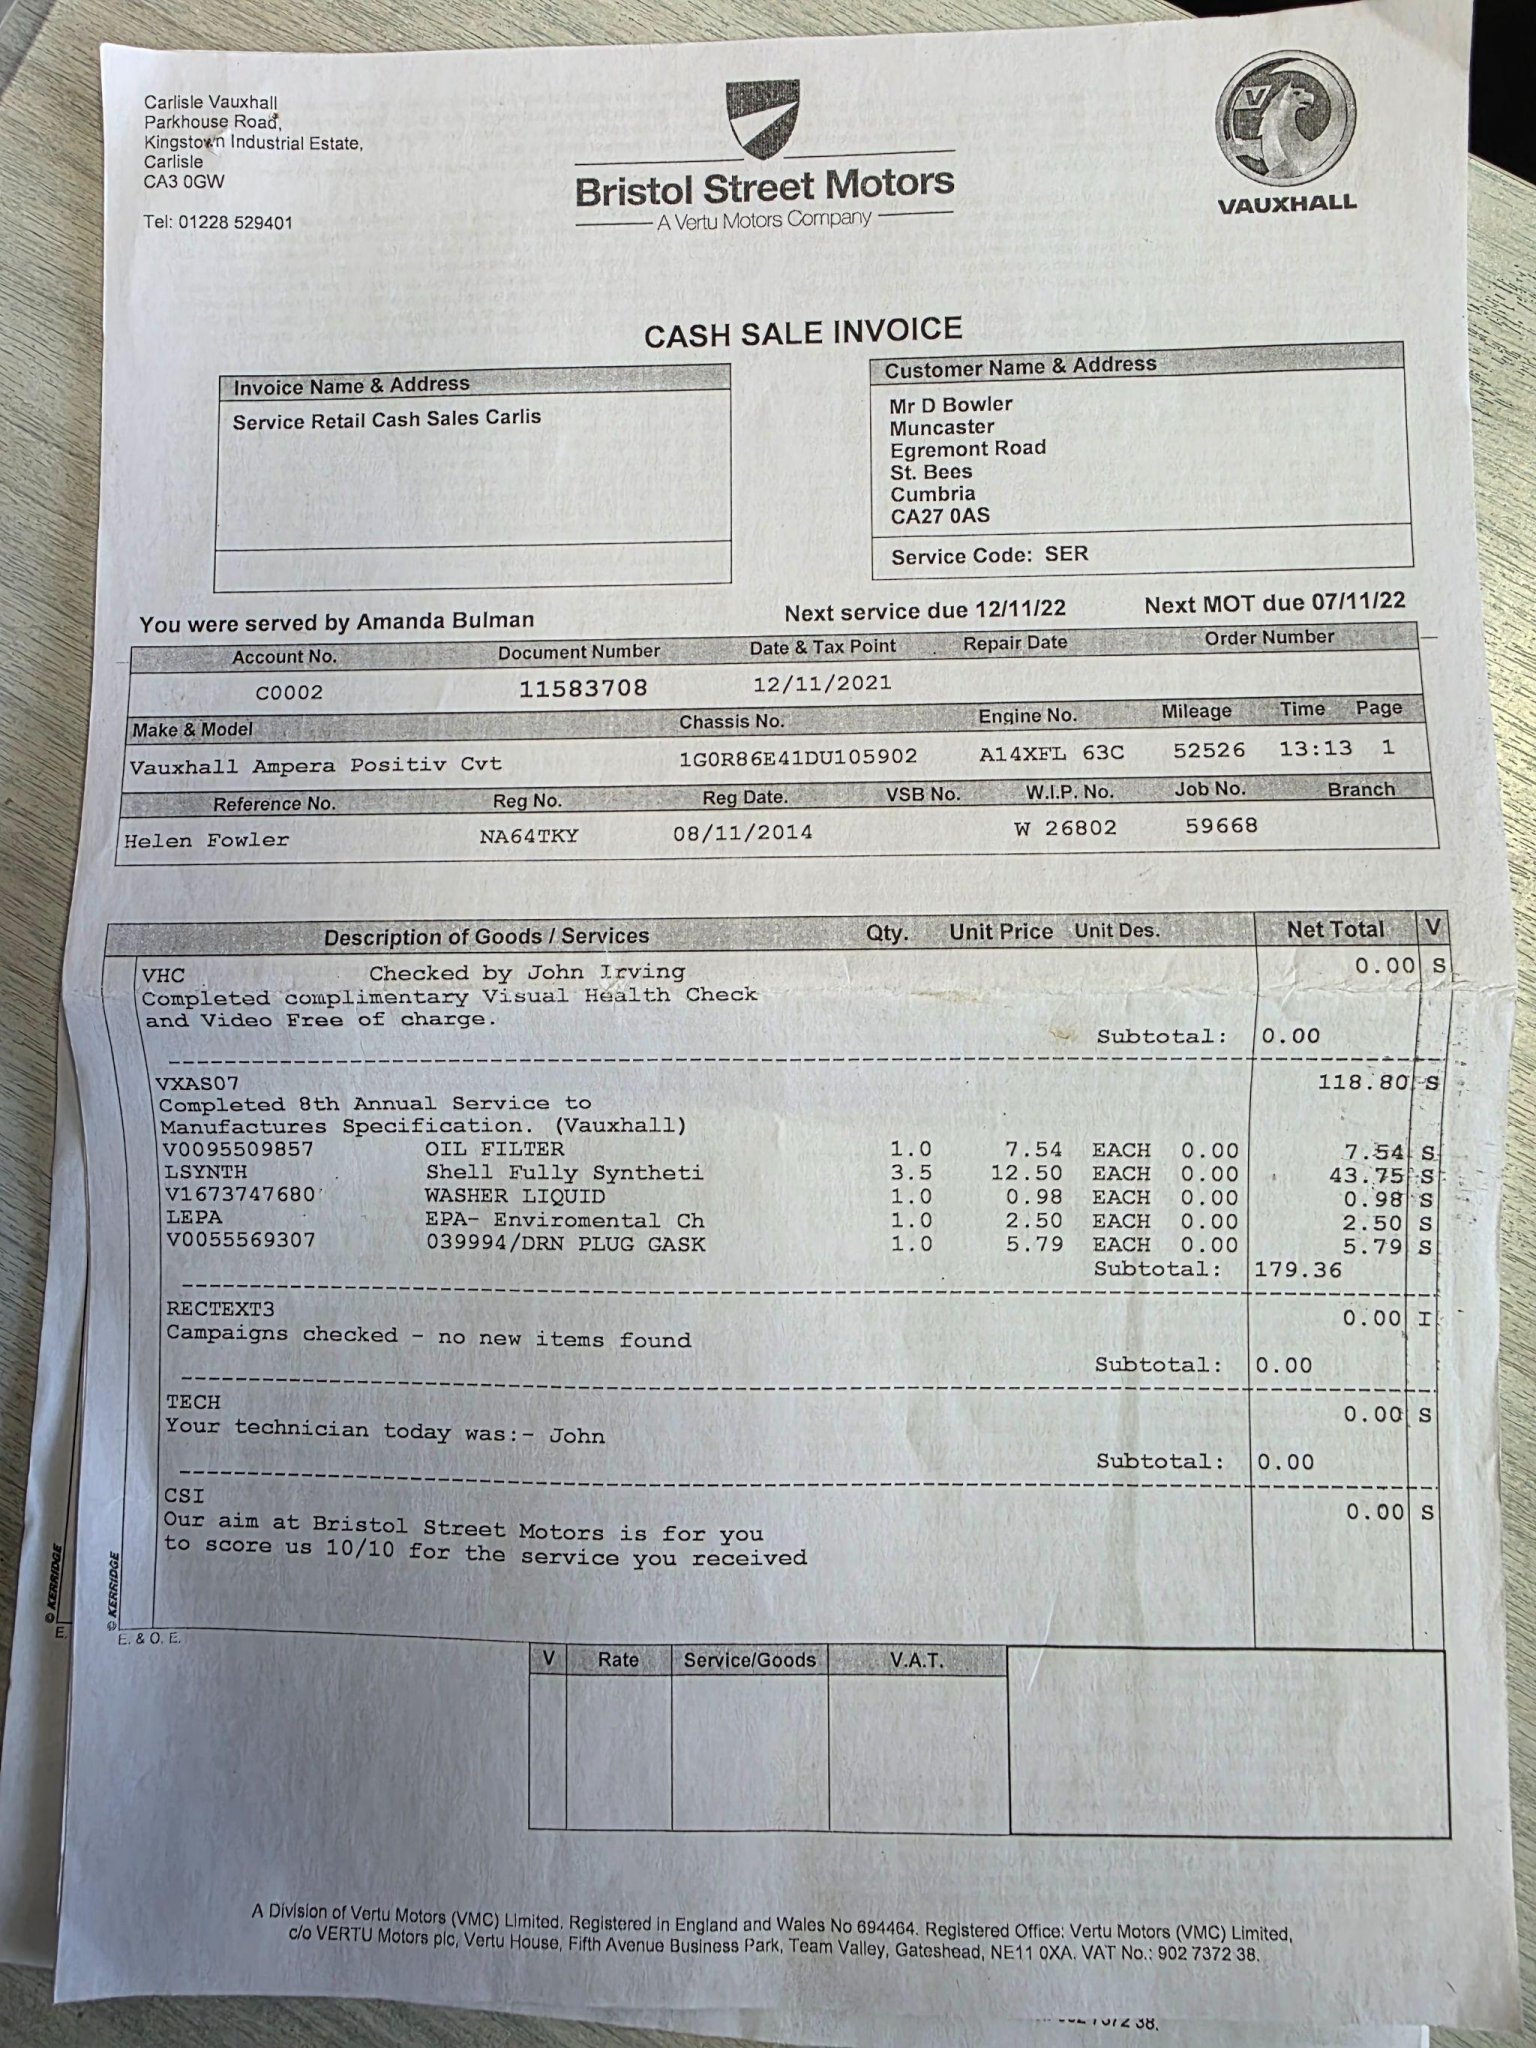 Carlisle Vauxhall
Parkhouse Road,
Kingstown Industrial Estate,
Carlisle
CA3 0GW
Tel: 01228 529401
Bristol Street Motors
A Vertu Motors Company
V
VAUXHALL
CASH SALE INVOICE
Invoice Name & Address
Service Retail Cash Sales Carlis
Customer Name & Address
Mr D Bowler
Muncaster
Egremont Road
St. Bees
Cumbria
CA27 0AS
Service Code: SER
You were served by Amanda Bulman Next service due 12/11/22 Next MOT due 07/11/22
Account No. Document Number Date & Tax Point Repair Date Order Number
C0002 11583708 12/11/2021
Make & Model Chassis No. Engine No. Mileage Time Page
Vauxhall Ampera Positiv Cvt 1G0R86E41DU105902 A14XFL 63C 52526 13:13 1
Reference No. Reg No. Reg Date. VSB No. W.I.P. No. Job No. Branch
Helen Fowler NA64TKY 08/11/2014 W 26802 59668
Description of Goods / Services Qty. Unit Price Unit Des. Net Total V
VHC Checked by John Irving 0.00 S
Completed complimentary Visual Health Check
and Video Free of charge.
Subtotal: 0.00
VXAS07 118.80 S
Completed 8th Annual Service to
Manufactures Specification. (Vauxhall)
V0095509857 OIL FILTER 1.0 7.54 EACH 0.00 7.54 S
LSYNTH Shell Fully Syntheti 3.5 12.50 EACH 0.00 43.75 S
V1673747680 WASHER LIQUID 1.0 0.98 EACH 0.00 0.98 S
LEPA EPA- Enviromental Ch 1.0 2.50 EACH 0.00 2.50 S
V0055569307 039994/DRN PLUG GASK 1.0 5.79 EACH 0.00 5.79 S
Subtotal: 179.36
RECTEXT3 0.00 I
Campaigns checked - no new items found
Subtotal: 0.00
TECH 0.00 S
Your technician today was:- John
Subtotal: 0.00
CSI 0.00 S
Our aim at Bristol Street Motors is for you
to score us 10/10 for the service you received
© KERRIDGE
© KERRIDGE
E.
E. & O. E.
V Rate Service/Goods V.A.T.
A Division of Vertu Motors (VMC) Limited. Registered in England and Wales No 694464. Registered Office: Vertu Motors (VMC) Limited,
c/o VERTU Motors plc, Vertu House, Fifth Avenue Business Park, Team Valley, Gateshead, NE11 0XA. VAT No.: 902 7372 38.